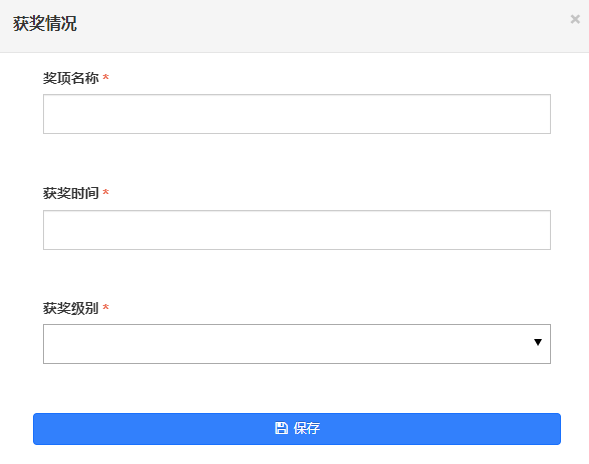 获奖情况
×
奖项名称 *
获奖时间 *
获奖级别 *
保存